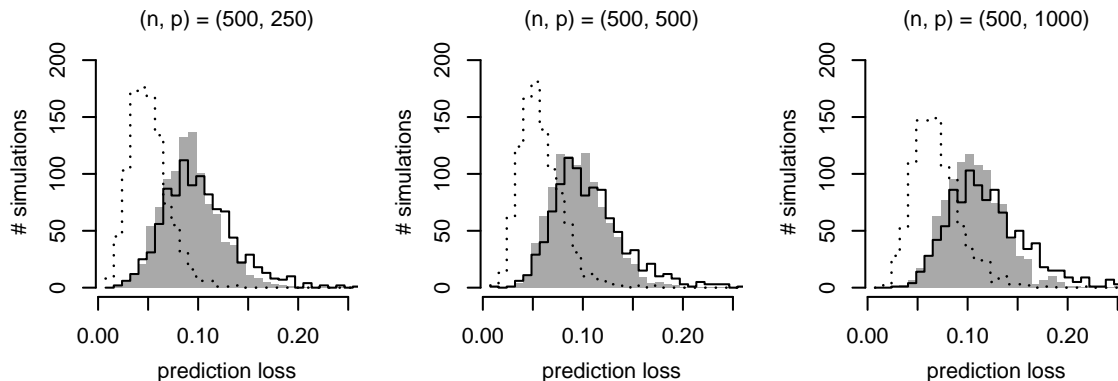 (n, p) = (500, 250)
200
150
100
50
0
# simulations
0.00 0.10 0.20
prediction loss
(n, p) = (500, 500)
200
150
100
50
0
# simulations
0.00 0.10 0.20
prediction loss
(n, p) = (500, 1000)
200
150
100
50
0
# simulations
0.00 0.10 0.20
prediction loss